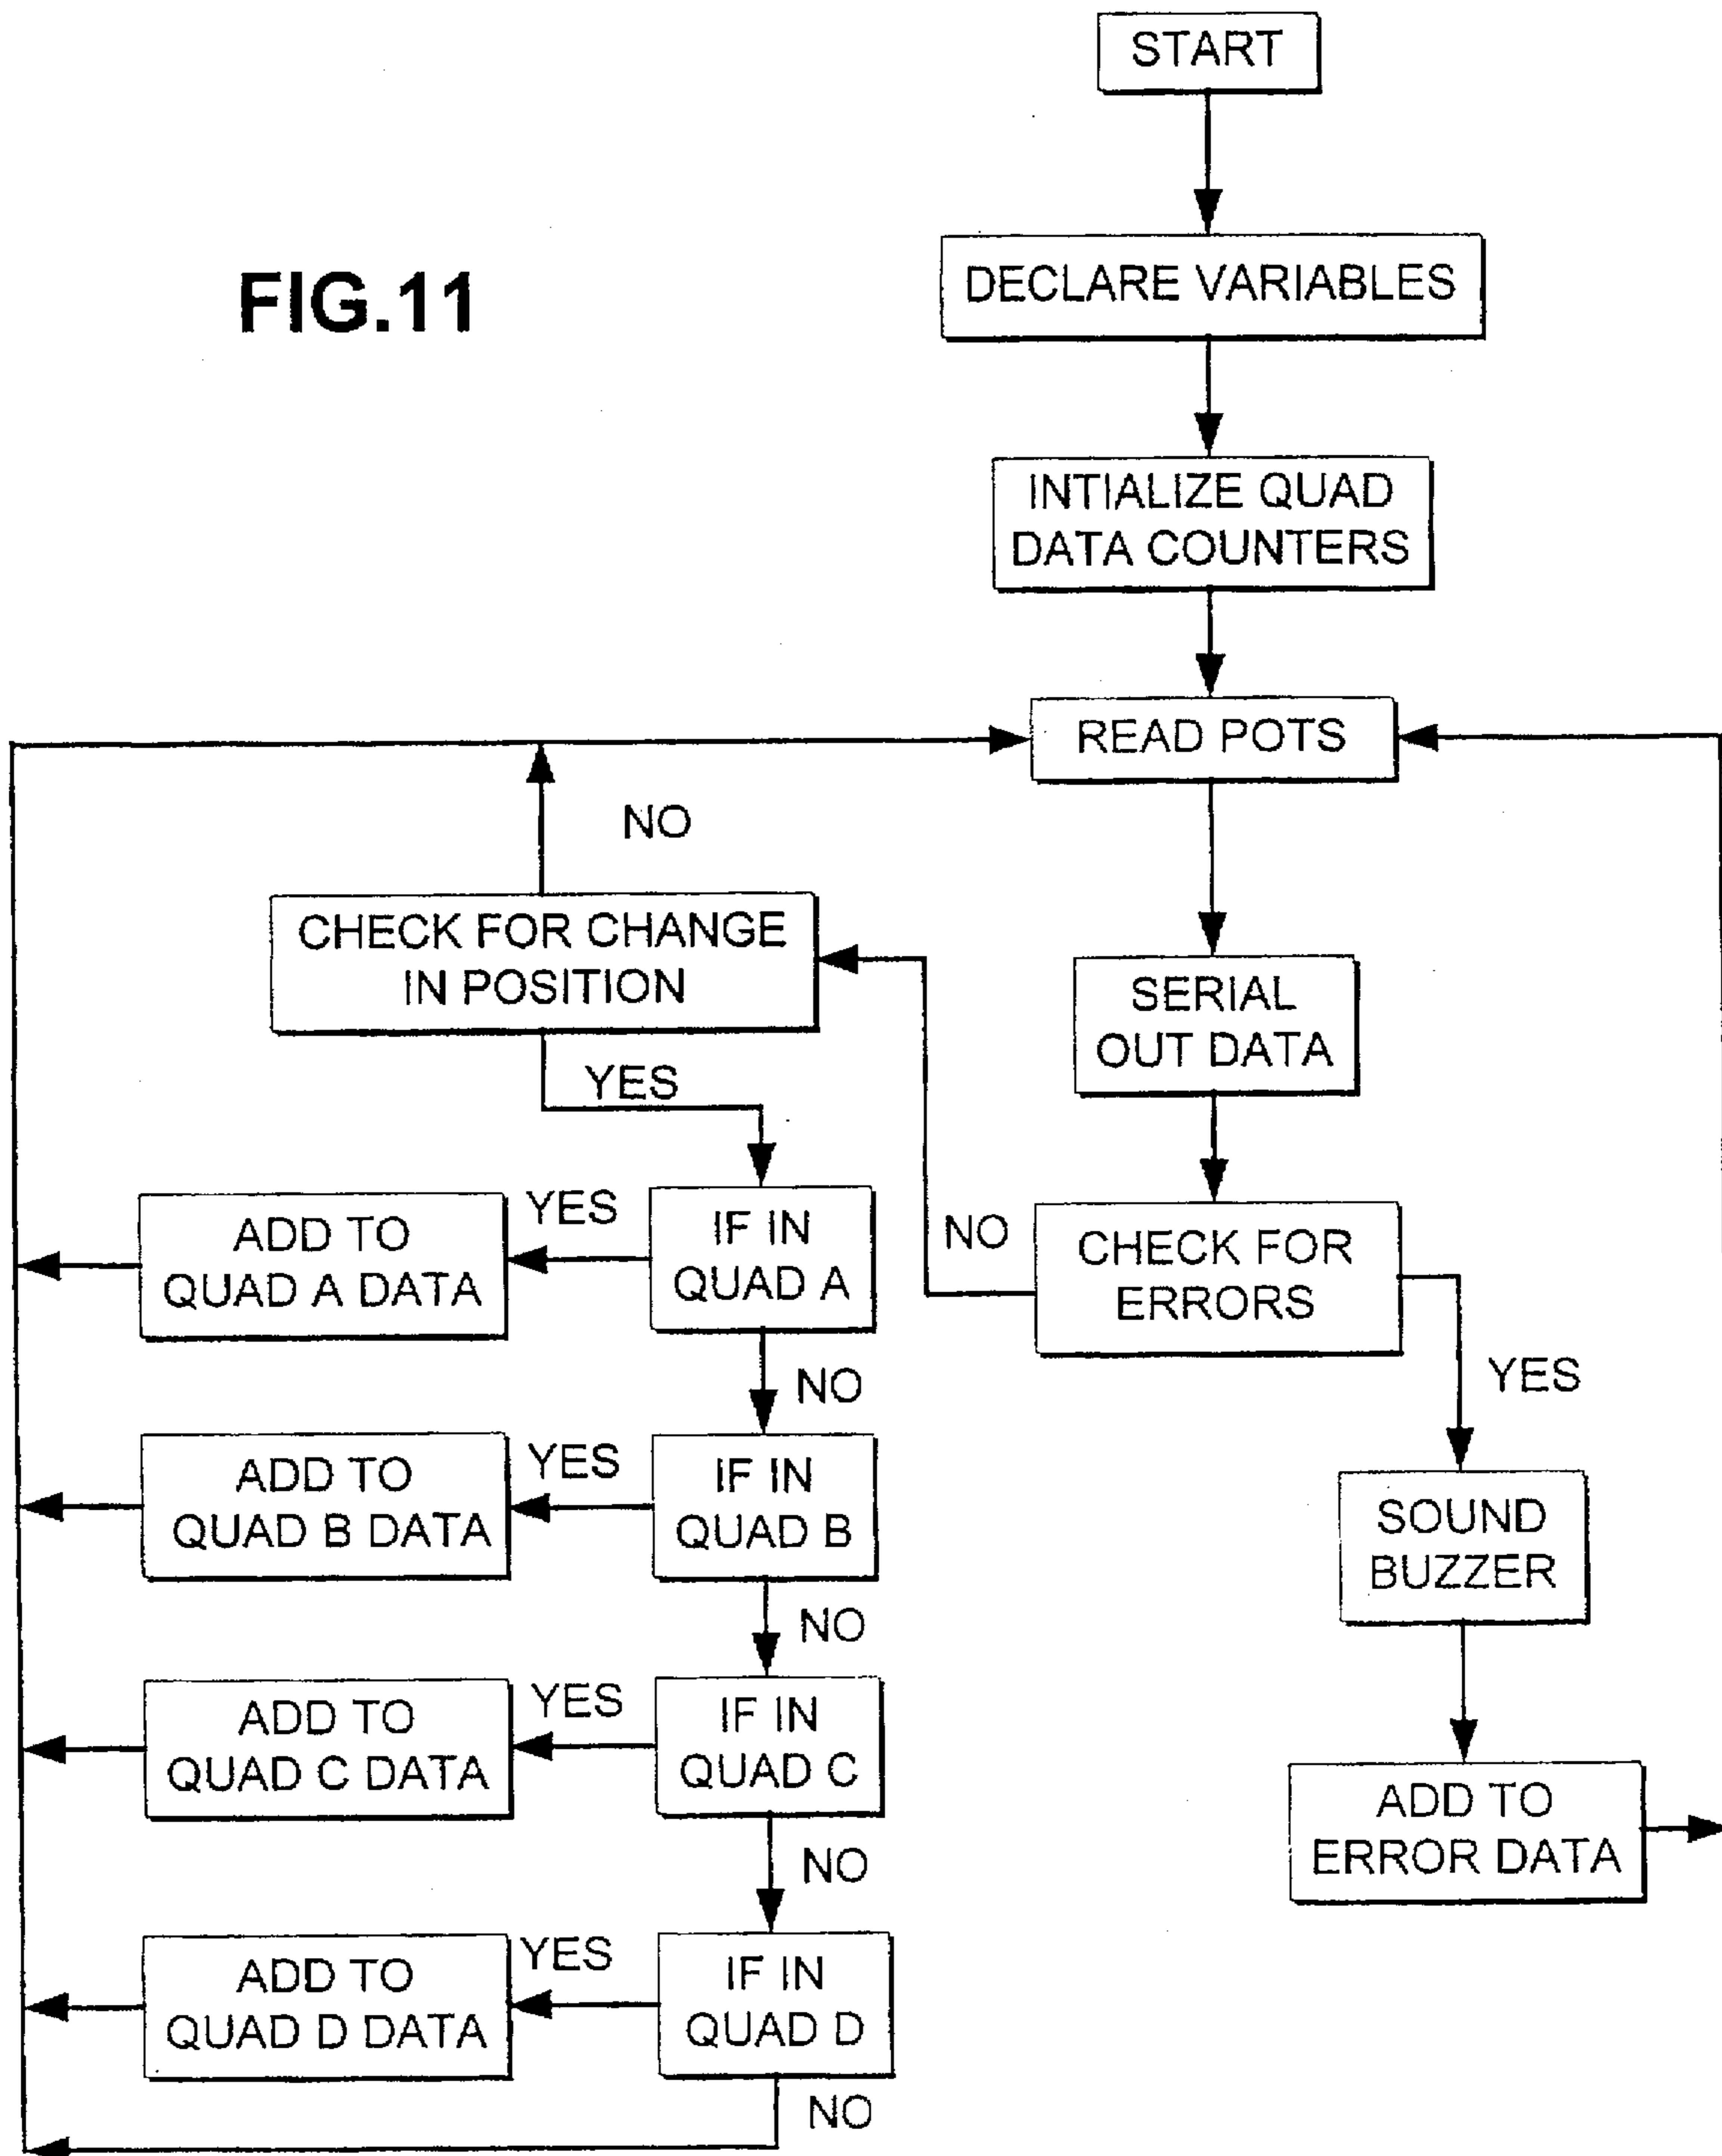 START
FIG.11
DECLARE VARIABLES
INTIALIZE QUAD
DATA COUNTERS
READ POTS
NO
CHECK FOR CHANGE
IN POSITION
SERIAL
OUT DATA
YES
ADD TO
QUAD A DATA
YES
IF IN
QUAD A
NO
CHECK FOR
ERRORS
NO
YES
ADD TO
QUAD B DATA
YES
IF IN
QUAD B
SOUND
BUZZER
NO
ADD TO
QUAD C DATA
YES
IF IN
QUAD C
ADD TO
ERROR DATA
NO
ADD TO
QUAD D DATA
YES
IF IN
QUAD D
NO